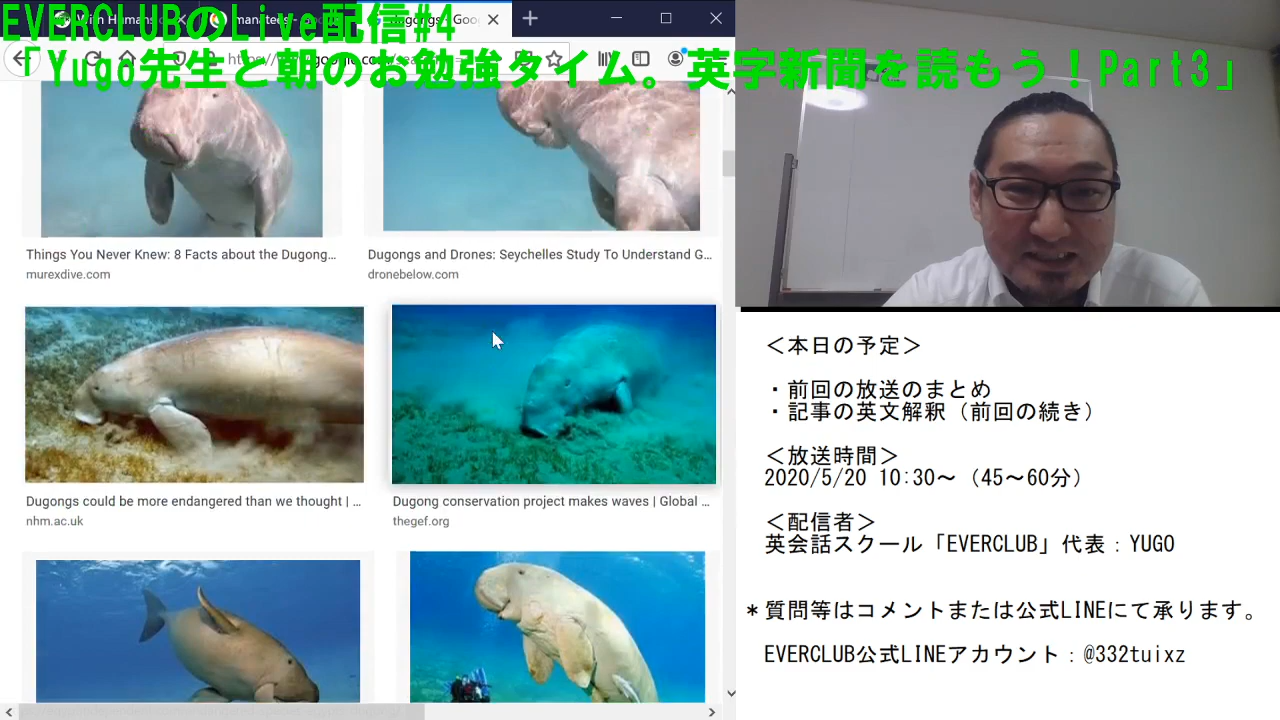 EVERCLUBのLive配信#4
「Yugo先生と朝のお勉強タイム。英字新聞を読もう！Part3」
Things You Never Knew: 8 Facts about the Dugong…
murexdive.com
Dugongs and Drones: Seychelles Study To Understand G…
dronebelow.com
Dugongs could be more endangered than we thought | …
nhm.ac.uk
Dugong conservation project makes waves | Global …
thegef.org
＜本日の予定＞
・前回の放送のまとめ
・記事の英文解釈（前回の続き）
＜放送時間＞
2020/5/20 10:30～（45～60分）
＜配信者＞
英会話スクール「EVERCLUB」代表：YUGO
＊質問等はコメントまたは公式LINEにて承ります。
EVERCLUB公式LINEアカウント：@332tuixz